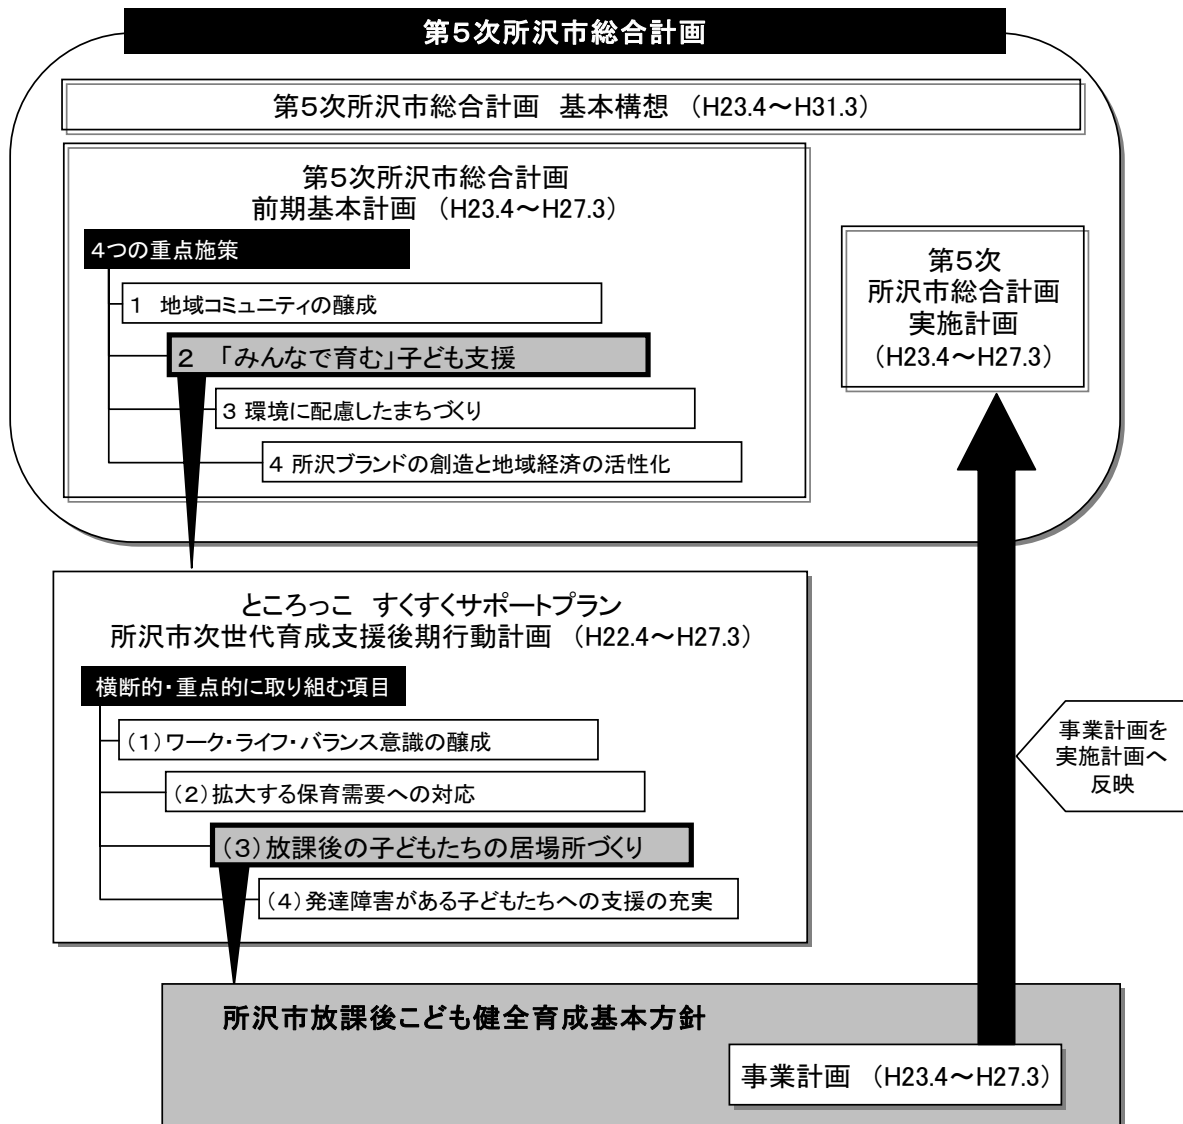 第5次所沢市総合計画
第5次所沢市総合計画　基本構想　（H23.4～H31.3）
第5次所沢市総合計画
前期基本計画　（H23.4～H27.3）
4つの重点施策
1　地域コミュニティの醸成
2　「みんなで育む」子ども支援
3 環境に配慮したまちづくり
4 所沢ブランドの創造と地域経済の活性化
第5次
所沢市総合計画
実施計画
（H23.4～H27.3）
ところっこ　すくすくサポートプラン
所沢市次世代育成支援後期行動計画　（H22.4～H27.3）
横断的・重点的に取り組む項目
（1）ワーク・ライフ・バランス意識の醸成
（2）拡大する保育需要への対応
（3）放課後の子どもたちの居場所づくり
（4）発達障害がある子どもたちへの支援の充実
事業計画を
実施計画へ
反映
所沢市放課後こども健全育成基本方針
事業計画　（H23.4～H27.3）